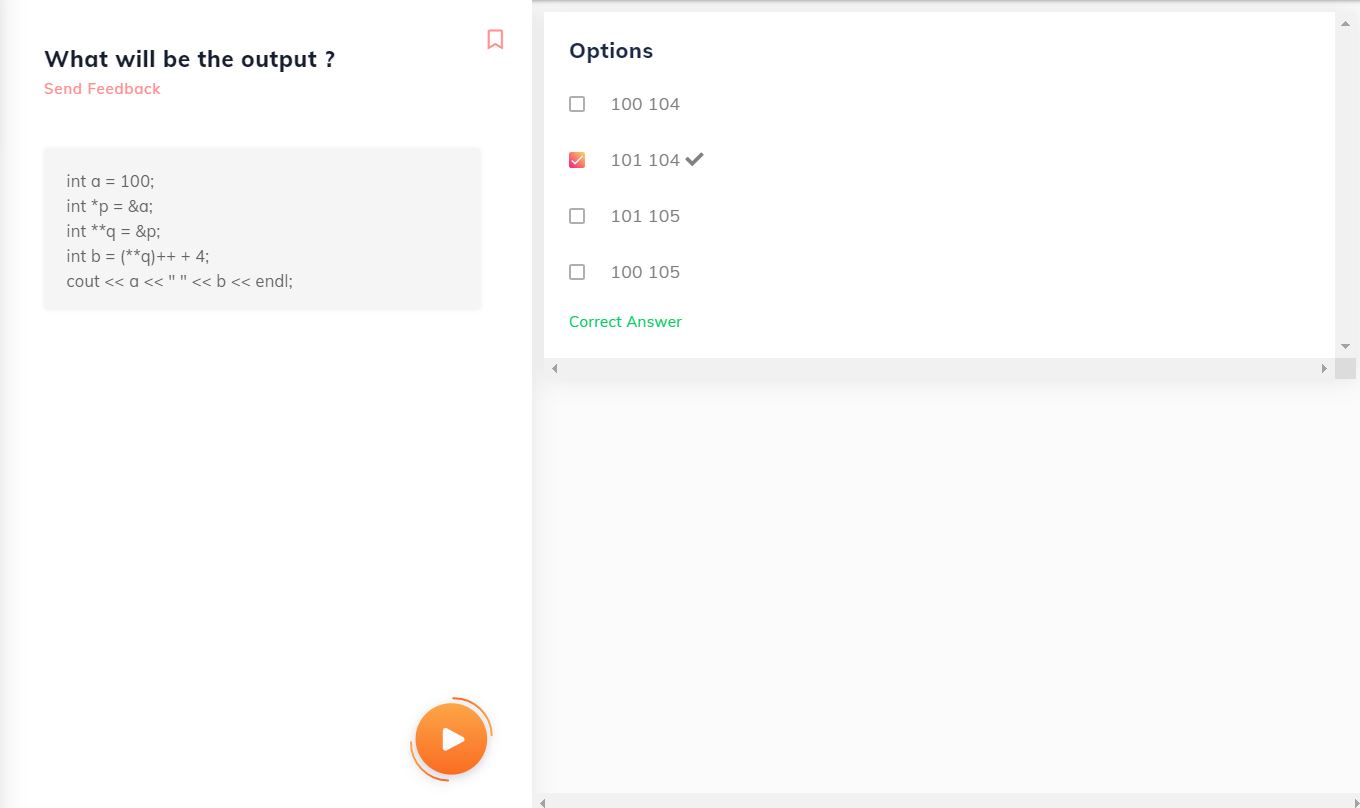 What will be the output ?
Send Feedback
int a = 100;
int *p = &a;
int **q = &p;
int b = (**q)++ + 4;
cout << a << " " << b << endl;
Options
100 104
101 104
101 105
100 105
Correct Answer